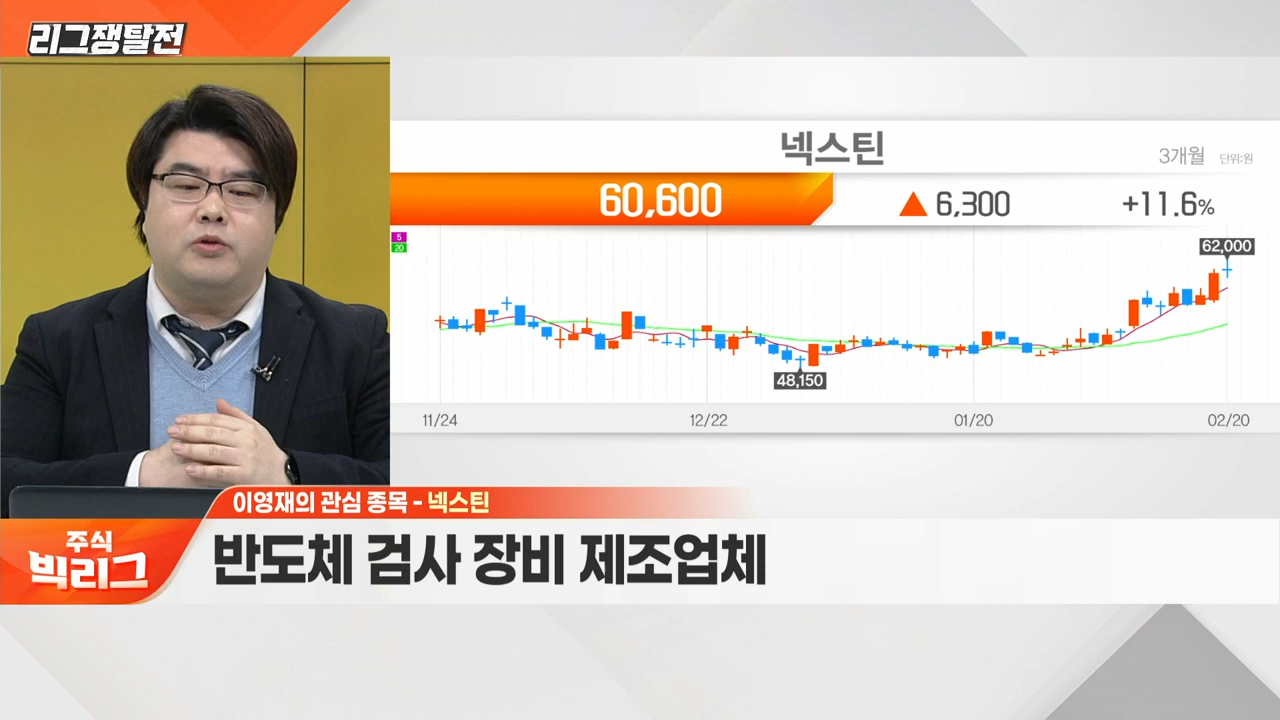 리그쟁탈전
넥스틴
3개월 단위:원
60,600 ▲ 6,300 +11.6%
5
20
62,000
48,150
11/24 12/22 01/20 02/20
이영재의 관심 종목 - 넥스틴
주식
빅리그
반도체 검사 장비 제조업체